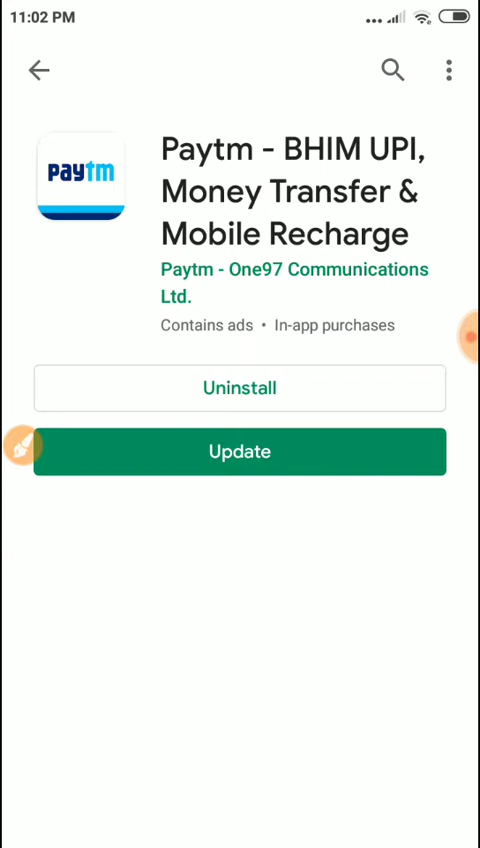 11:02 PM
paytm
Paytm - BHIM UPI,
Money Transfer &
Mobile Recharge
Paytm - One97 Communications
Ltd.
Contains ads • In-app purchases
Uninstall
Update